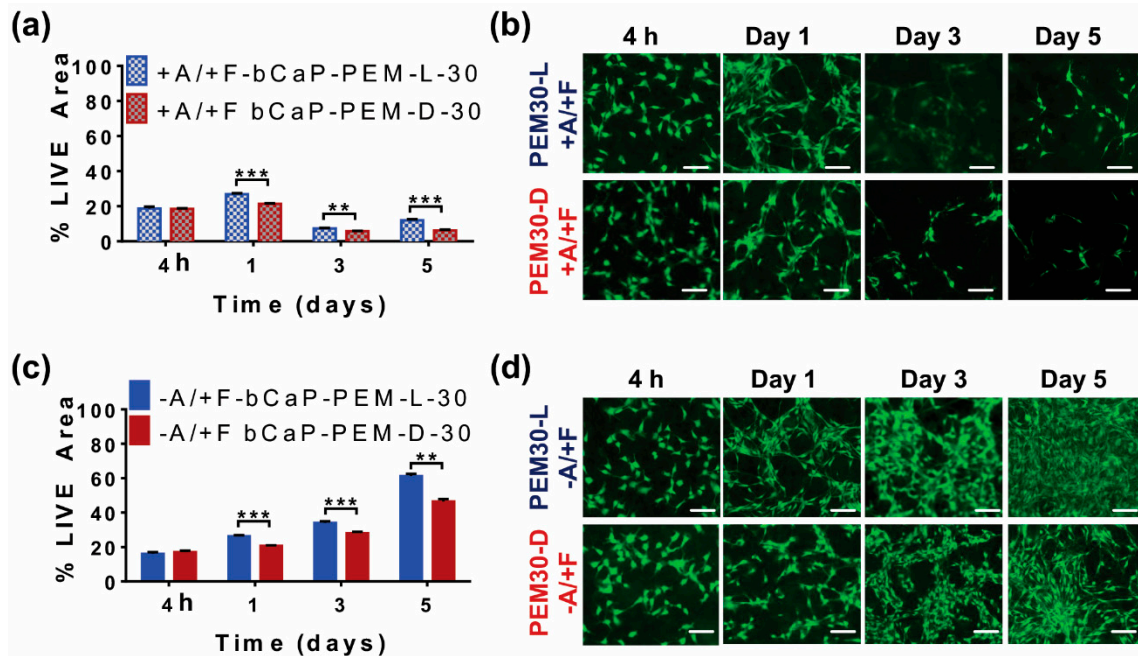 (a)
100
80
60
40
20
0
% LIVE Area
+A/+F-bCaP-PEM-L-30
+A/+F bCaP-PEM-D-30
***
**
***
4 h 1 3 5
Time (days)
(b)
4 h Day 1 Day 3 Day 5
PEM30-L
+A/+F
PEM30-D
+A/+F
(c)
100
80
60
40
20
0
% LIVE Area
-A/+F-bCaP-PEM-L-30
-A/+F bCaP-PEM-D-30
***
***
**
4 h 1 3 5
Time (days)
(d)
4 h Day 1 Day 3 Day 5
PEM30-L
-A/+F
PEM30-D
-A/+F